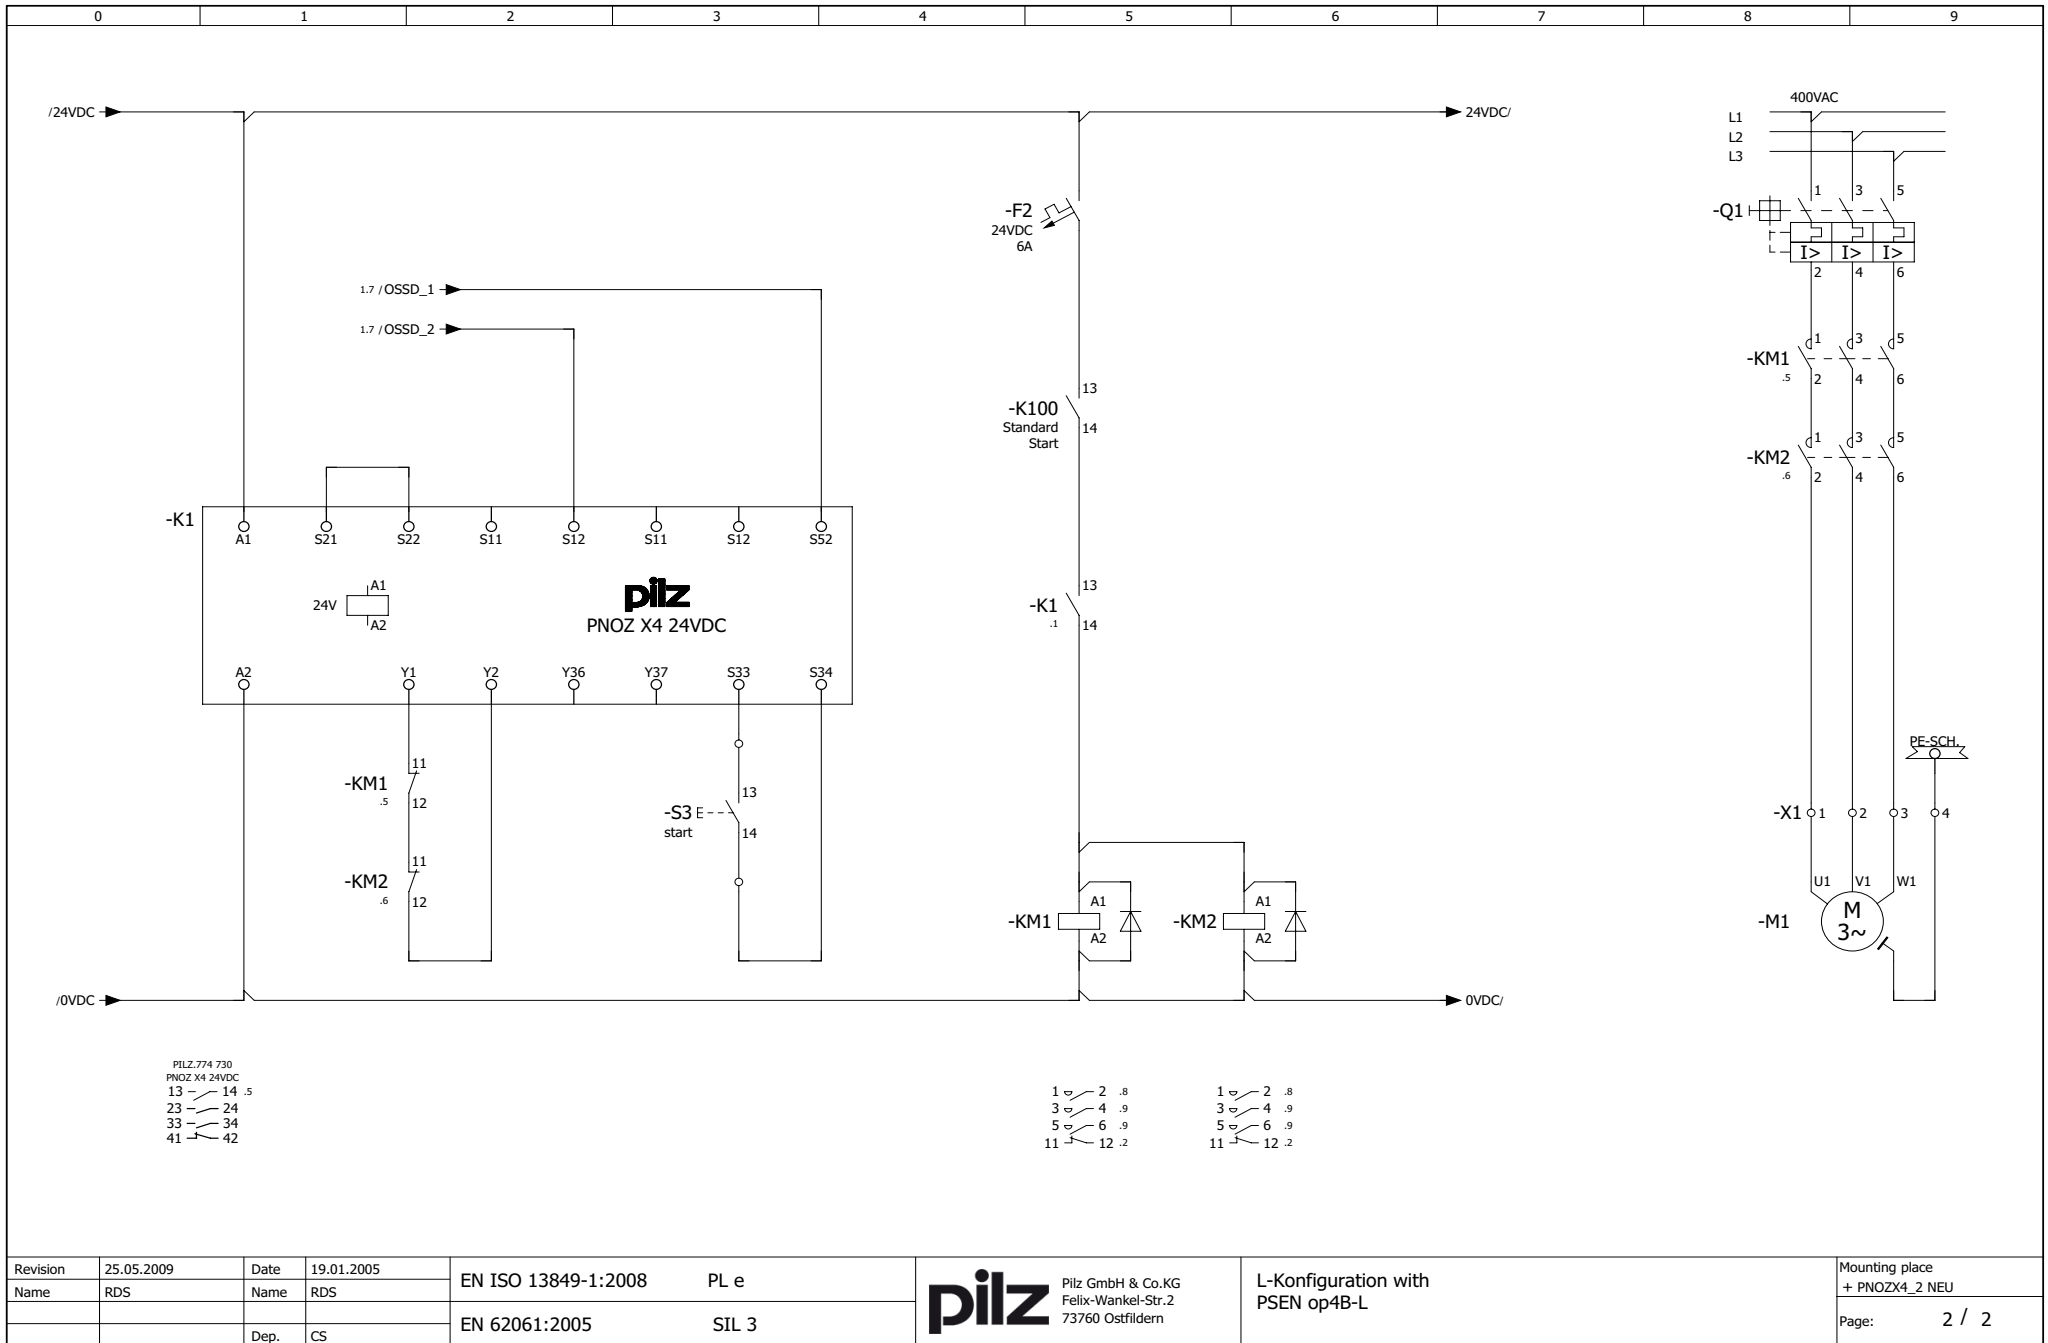 0 1 2 3 4 5 6 7 8 9
/24VDC
24VDC/
400VAC
L1
L2
L3
-Q1
1 3 5
I> I> I>
2 4 6
-F2
24VDC
6A
1.7 /OSSD_1
1.7 /OSSD_2
-KM1
.5
1 3 5
2 4 6
-K100
Standard
Start
13
14
-KM2
.6
1 3 5
2 4 6
-K1
A1 S21 S22 S11 S12 S11 S12 S52
24V
A1
A2
pilz
PNOZ X4 24VDC
-K1
.1
13
14
A2 Y1 Y2 Y36 Y37 S33 S34
-KM1
.5
11
12
-S3
start
13
14
PE-SCH.
-X1 1 2 3 4
-KM2
.6
11
12
-KM1
A1
A2
-KM2
A1
A2
U1 V1 W1
-M1
M
3~
/0VDC
0VDC/
PILZ.774 730
PNOZ X4 24VDC
13 14 .5
23 24
33 34
41 42
1 2 .8
3 4 .9
5 6 .9
11 12 .2
1 2 .8
3 4 .9
5 6 .9
11 12 .2
Revision 25.05.2009 Date 19.01.2005
Name RDS Name RDS
Dep. CS
EN ISO 13849-1:2008 PL e
EN 62061:2005 SIL 3
pilz
Pilz GmbH & Co.KG
Felix-Wankel-Str.2
73760 Ostfildern
L-Konfiguration with
PSEN op4B-L
Mounting place
+ PNOZX4_2 NEU
Page: 2 / 2